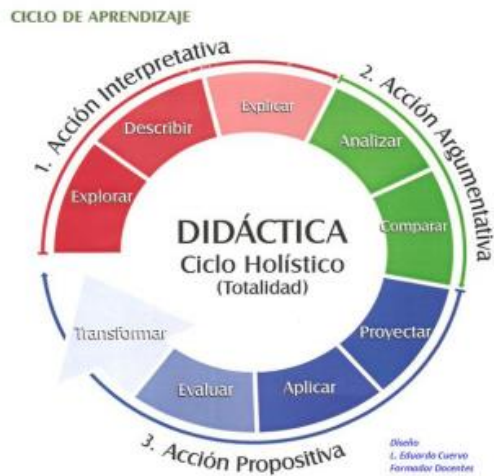 CICLO DE APRENDIZAJE
1. Acción Interpretativa
Explorar
Describir
Explicar
2. Acción Argumentativa
Analizar
Comparar
DIDÁCTICA
Ciclo Holístico
(Totalidad)
Proyectar
Aplicar
Evaluar
Transformar
3. Acción Propositiva
Diseño
L. Eduardo Cuervo
Formador Docentes